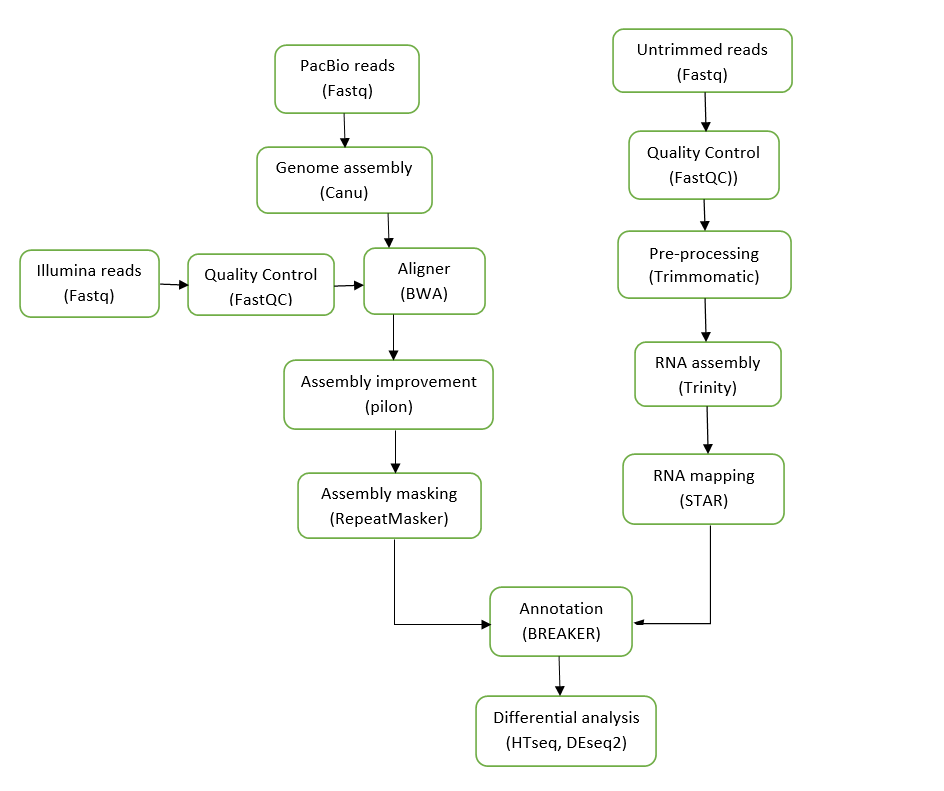 PacBio reads
(Fastq)
Genome assembly
(Canu)
Illumina reads
(Fastq)
Quality Control
(FastQC)
Aligner
(BWA)
Assembly improvement
(pilon)
Assembly masking
(RepeatMasker)
Untrimmed reads
(Fastq)
Quality Control
(FastQC))
Pre-processing
(Trimmomatic)
RNA assembly
(Trinity)
RNA mapping
(STAR)
Annotation
(BREAKER)
Differential analysis
(HTseq, DEseq2)